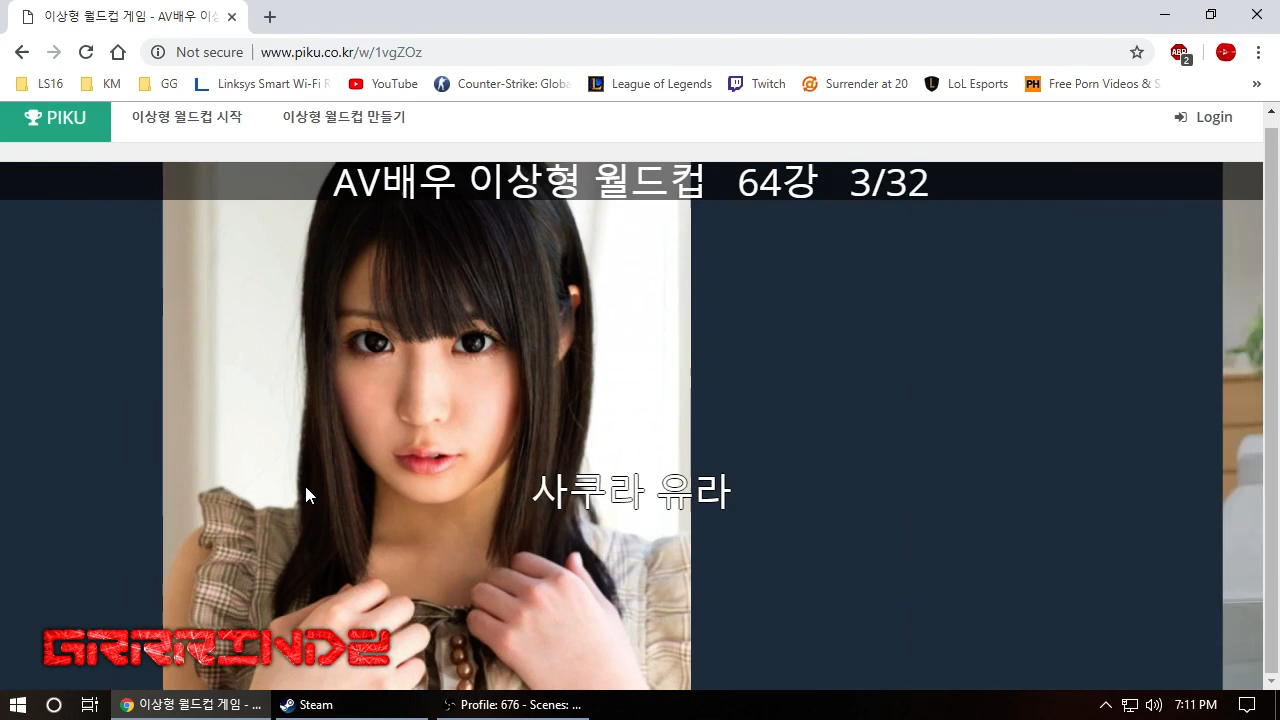 이상형 월드컵 게임 - AV배우 이상
Not secure
www.piku.co.kr/w/1vgZOz
ABP
2
LS16
KM
GG
Linksys Smart Wi-Fi R
YouTube
Counter-Strike: Globa
League of Legends
Twitch
Surrender at 20
LoL Esports
PH
Free Porn Videos & S
»
PIKU
이상형 월드컵 시작
이상형 월드컵 만들기
Login
AV배우 이상형 월드컵 64강 3/32
사쿠라 유라
GRRRINDZ
이상형 월드컵 게임 - ...
Steam
Profile: 676 - Scenes: ...
7:11 PM